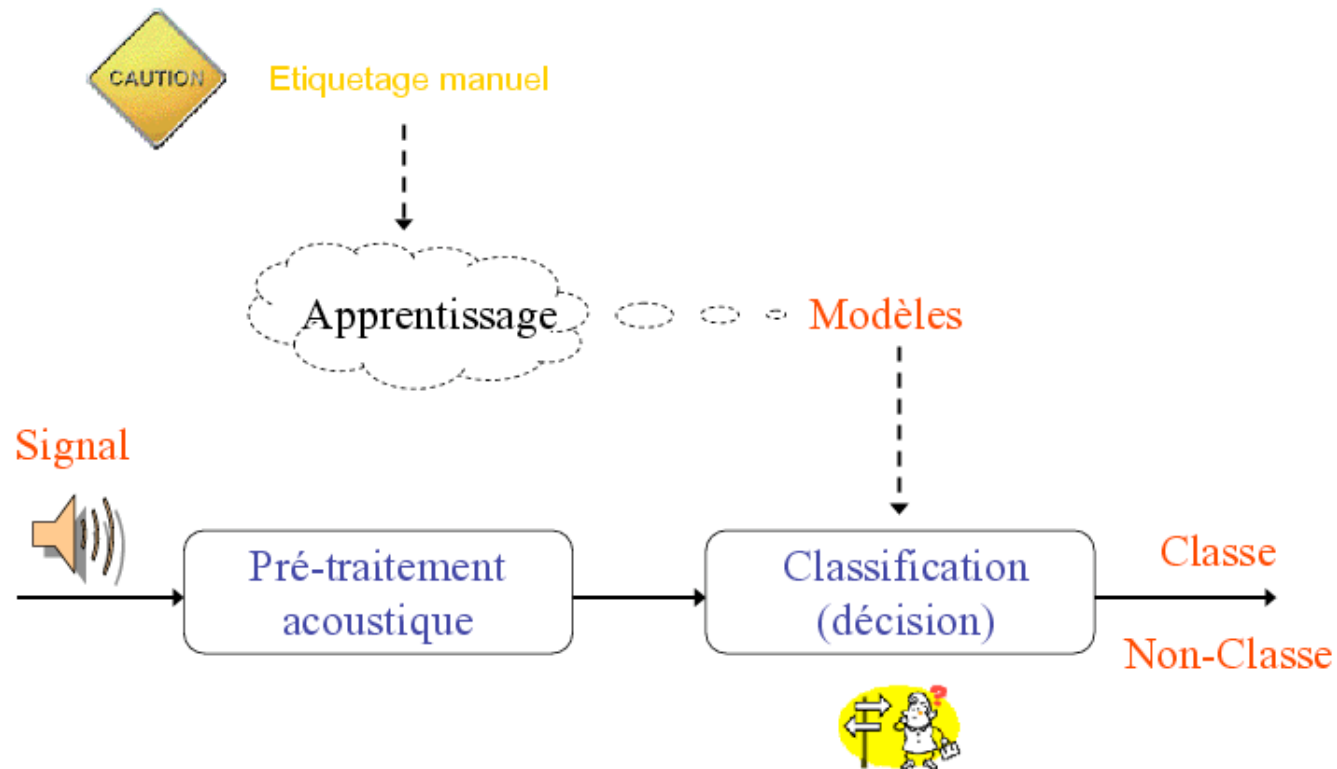 CAUTION
Etiquetage manuel
Apprentissage
Modèles
Signal
Pré-traitement
acoustique
Classification
(décision)
Classe
Non-Classe
?